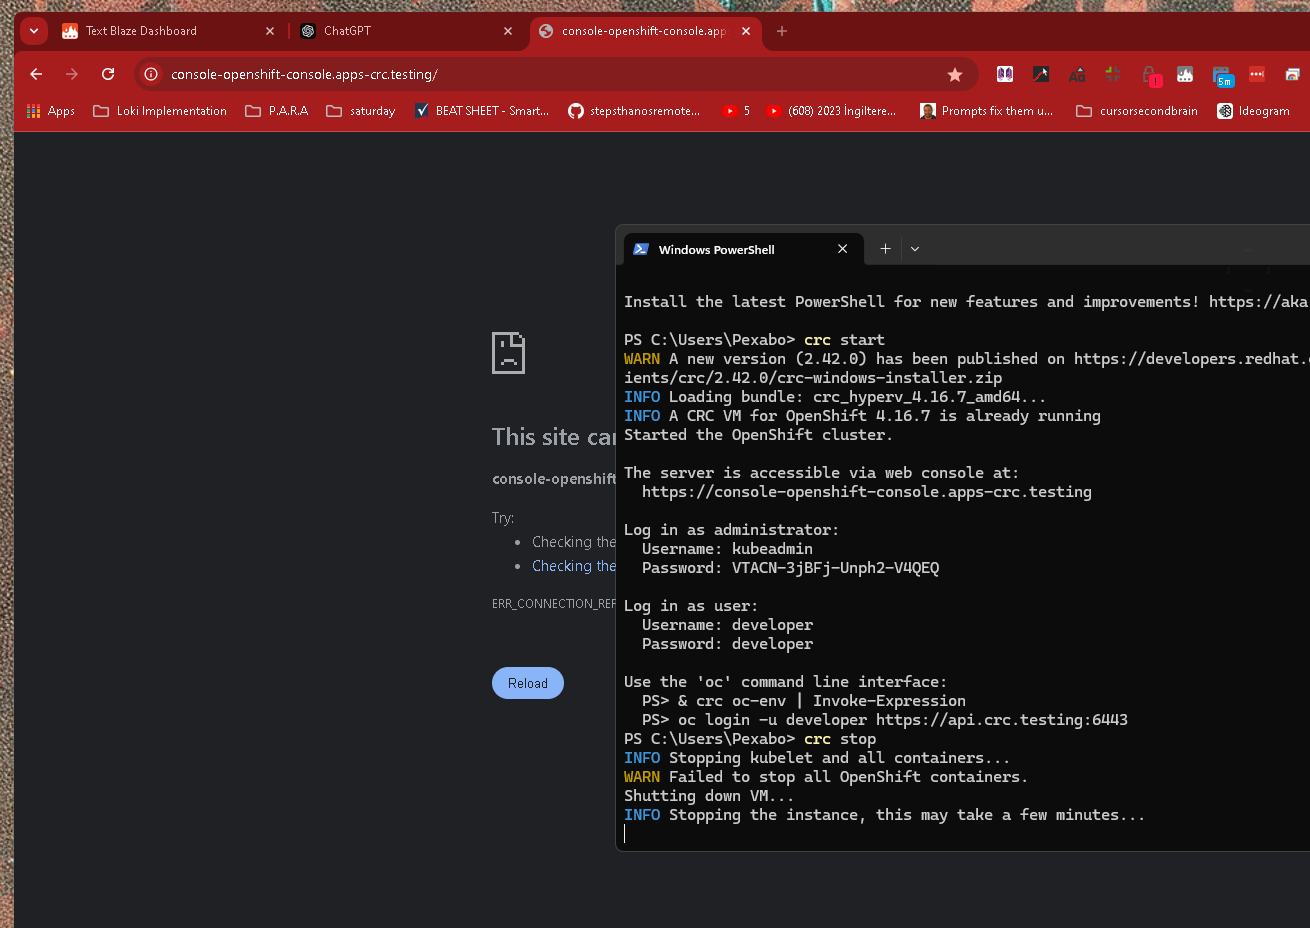 Text Blaze Dashboard
ChatGPT
console-openshift-console.app
console-openshift-console.apps-crc.testing/
5m
Apps
Loki Implementation
P.A.R.A
saturday
BEAT SHEET - Smart...
stepsthanosremote...
5
(608) 2023 İngiltere...
Prompts fix them u...
cursorsecondbrain
Ideogram
This site car
console-openshift
Try:
Checking the
Checking the
ERR_CONNECTION_REF
Reload
Windows PowerShell
Install the latest PowerShell for new features and improvements! https://aka
PS C:\Users\Pexabo> crc start
WARN A new version (2.42.0) has been published on https://developers.redhat.
ients/crc/2.42.0/crc-windows-installer.zip
INFO Loading bundle: crc_hyperv_4.16.7_amd64...
INFO A CRC VM for OpenShift 4.16.7 is already running
Started the OpenShift cluster.
The server is accessible via web console at:
https://console-openshift-console.apps-crc.testing
Log in as administrator:
Username: kubeadmin
Password: VTACN-3jBFj-Unph2-V4QEQ
Log in as user:
Username: developer
Password: developer
Use the 'oc' command line interface:
PS> & crc oc-env | Invoke-Expression
PS> oc login -u developer https://api.crc.testing:6443
PS C:\Users\Pexabo> crc stop
INFO Stopping kubelet and all containers...
WARN Failed to stop all OpenShift containers.
Shutting down VM...
INFO Stopping the instance, this may take a few minutes...